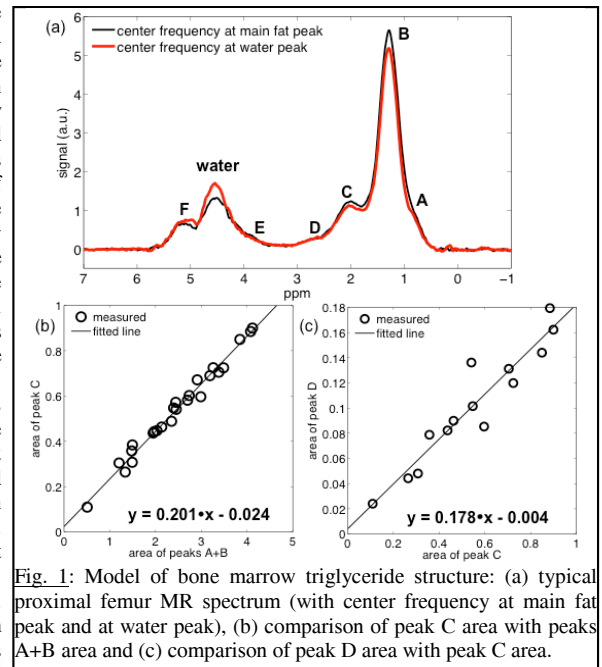 (a)
6
5
4
3
2
1
0
signal (a.u.)
center frequency at main fat peak
center frequency at water peak
B
water
F
E
D
C
A
7 6 5 4 3 2 1 0 -1
ppm
(b)
1
0.8
0.6
0.4
0.2
0
area of peak C
measured
fitted line
y = 0.201•x - 0.024
0 1 2 3 4 5
area of peaks A+B
(c)
0.18
0.16
0.14
0.12
0.1
0.08
0.06
0.04
0.02
0
area of peak D
measured
fitted line
y = 0.178•x - 0.004
0 0.2 0.4 0.6 0.8 1
area of peak C
Fig. 1: Model of bone marrow triglyceride structure: (a) typical
proximal femur MR spectrum (with center frequency at main fat
peak and at water peak), (b) comparison of peak C area with peaks
A+B area and (c) comparison of peak D area with peak C area.